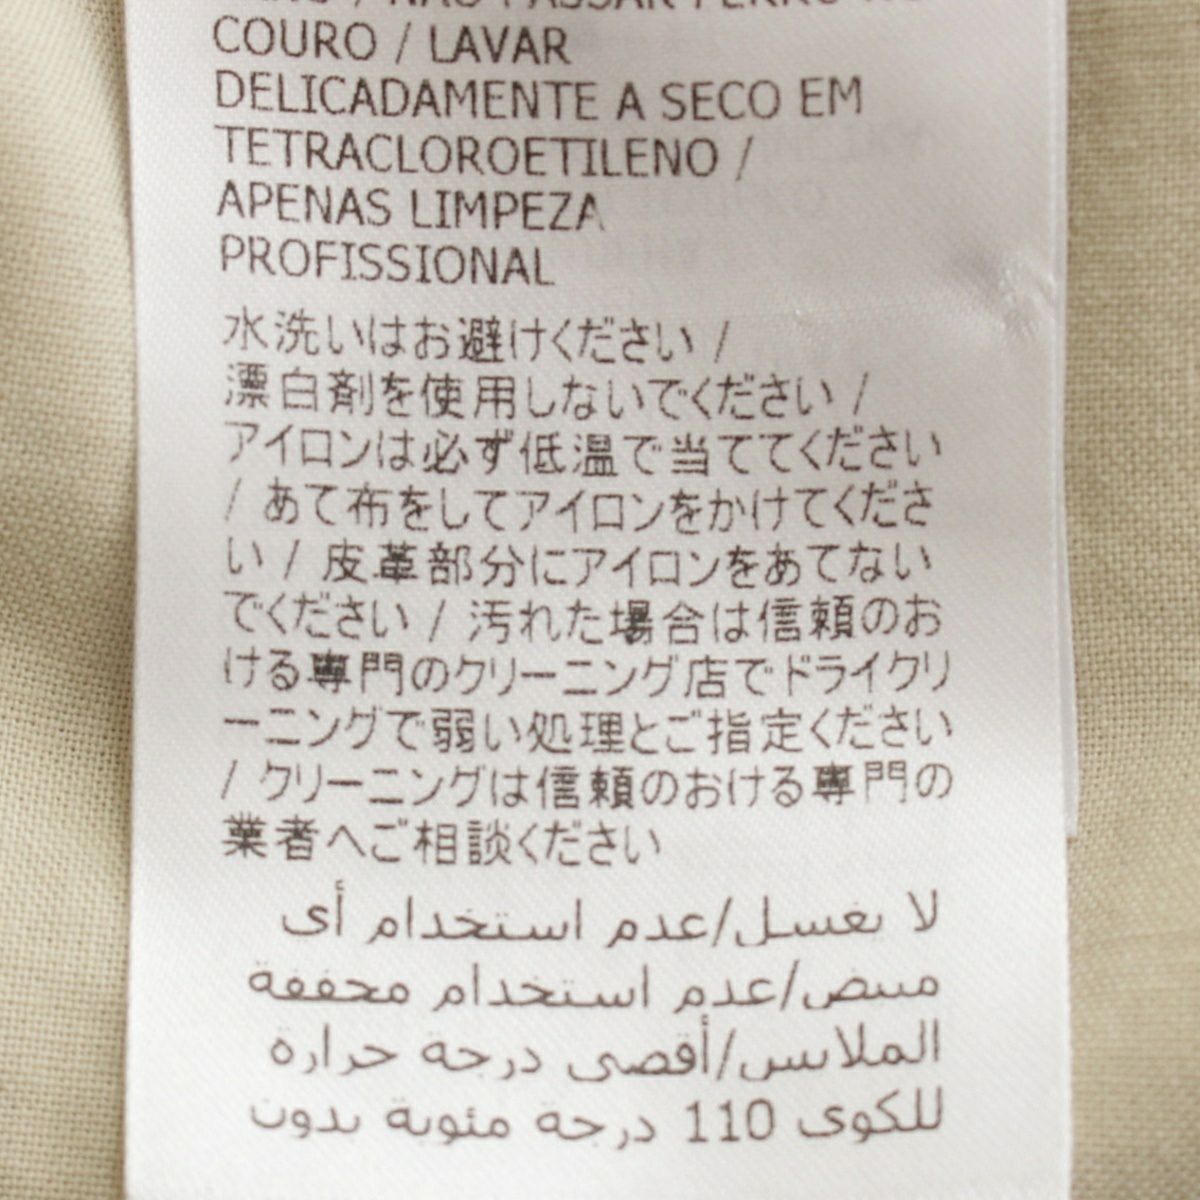 COURO / LAVAR
DELICADAMENTE A SECO EM
TETRACLOROETILENO /
APENAS LIMPEZA
PROFISSIONAL
水洗いはお避けください /
漂白剤を使用しないでください /
アイロンは必ず低温で当ててください
/ あて布をしてアイロンをかけてくださ
い / 皮革部分にアイロンをあてない
でください / 汚れた場合は信頼のお
ける専門のクリーニング店でドライクリ
ーニングで弱い処理とご指定ください
/ クリーニングは信頼のおける専門の
業者へご相談ください
لا يغسل/عدم استخدام أى
مبيض/عدم استخدام مجففة
الملابس/أقصى درجة حرارة
للكوى 110 درجة مئوية بدون